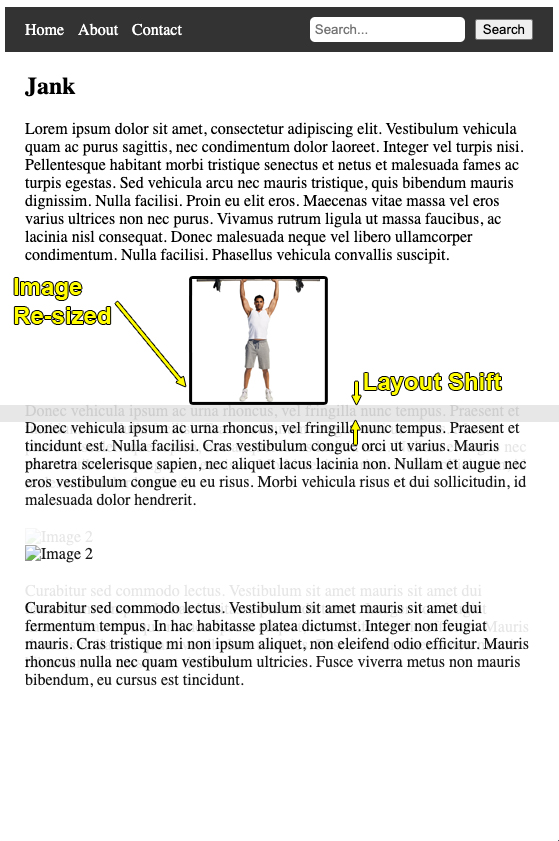 Home About Contact Search... Search
Jank
Lorem ipsum dolor sit amet, consectetur adipiscing elit. Vestibulum vehicula
quam ac purus sagittis, nec condimentum dolor laoreet. Integer vel turpis nisi.
Pellentesque habitant morbi tristique senectus et netus et malesuada fames ac
turpis egestas. Sed vehicula arcu nec mauris tristique, quis bibendum mauris
dignissim. Nulla facilisi. Proin eu elit eros. Maecenas vitae massa vel eros
varius ultrices non nec purus. Vivamus rutrum ligula ut massa faucibus, ac
lacinia nisl consequat. Donec malesuada neque vel libero ullamcorper
condimentum. Nulla facilisi. Phasellus vehicula convallis suscipit.
Image
Re-sized
Layout Shift
Donec vehicula ipsum ac urna rhoncus, vel fringilla nunc tempus. Praesent et
Donec vehicula ipsum ac urna rhoncus, vel fringilla nunc tempus. Praesent et
tincidunt est. Nulla facilisi. Cras vestibulum congue orci ut varius. Mauris
pharetra scelerisque sapien, nec aliquet lacus lacinia non. Nullam et augue nec
eros vestibulum congue eu eu risus. Morbi vehicula risus et dui sollicitudin, id
malesuada dolor hendrerit.
Image 2
Image 2
Curabitur sed commodo lectus. Vestibulum sit amet mauris sit amet dui
Curabitur sed commodo lectus. Vestibulum sit amet mauris sit amet dui
fermentum tempus. In hac habitasse platea dictumst. Integer non feugiat
mauris. Cras tristique mi non ipsum aliquet, non eleifend odio efficitur. Mauris
rhoncus nulla nec quam vestibulum ultricies. Fusce viverra metus non mauris
bibendum, eu cursus est tincidunt.